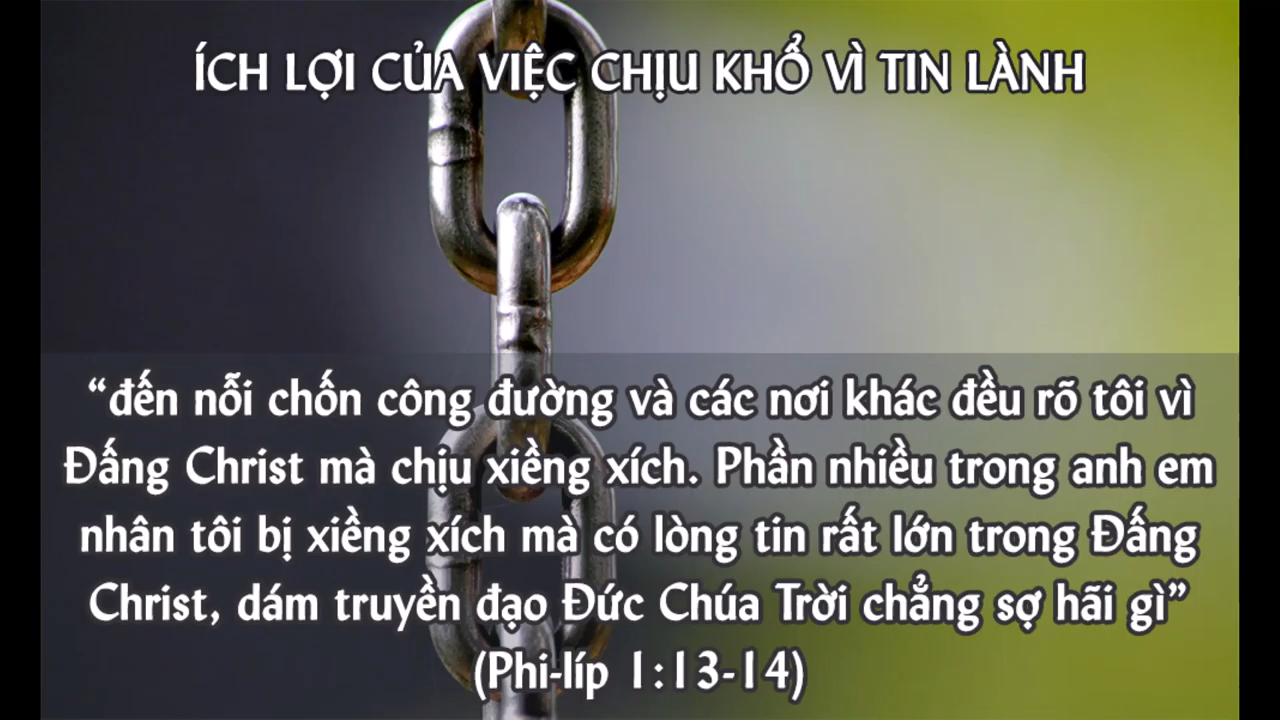 ÍCH LỢI CỦA VIỆC CHỊU KHỔ VÌ TIN LÀNH
“đến nỗi chốn công đường và các nơi khác đều rõ tôi vì
Đấng Christ mà chịu xiềng xích. Phần nhiều trong anh em
nhân tôi bị xiềng xích mà có lòng tin rất lớn trong Đấng
Christ, dám truyền đạo Đức Chúa Trời chẳng sợ hãi gì”
(Phi-líp 1:13-14)